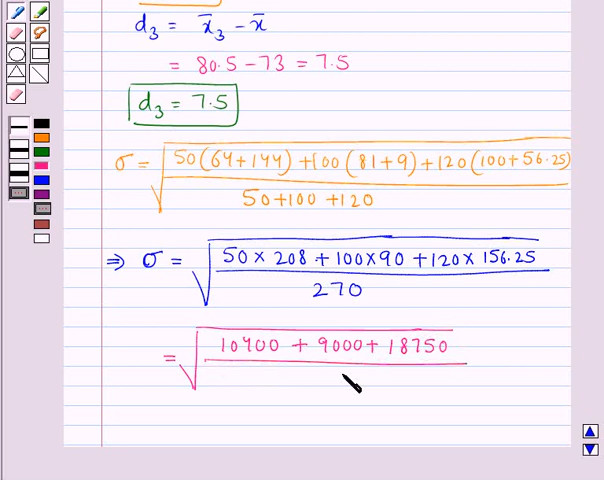 d₃ = x̄₃ − x̄
= 80.5 − 73 = 7.5
d₃ = 7.5
σ = √((50(64+144) + 100(81+9) + 120(100+56.25))/(50+100+120))
⇒ σ = √((50×208 + 100×90 + 120×156.25)/270)
= √(10400 + 9000 + 18750)